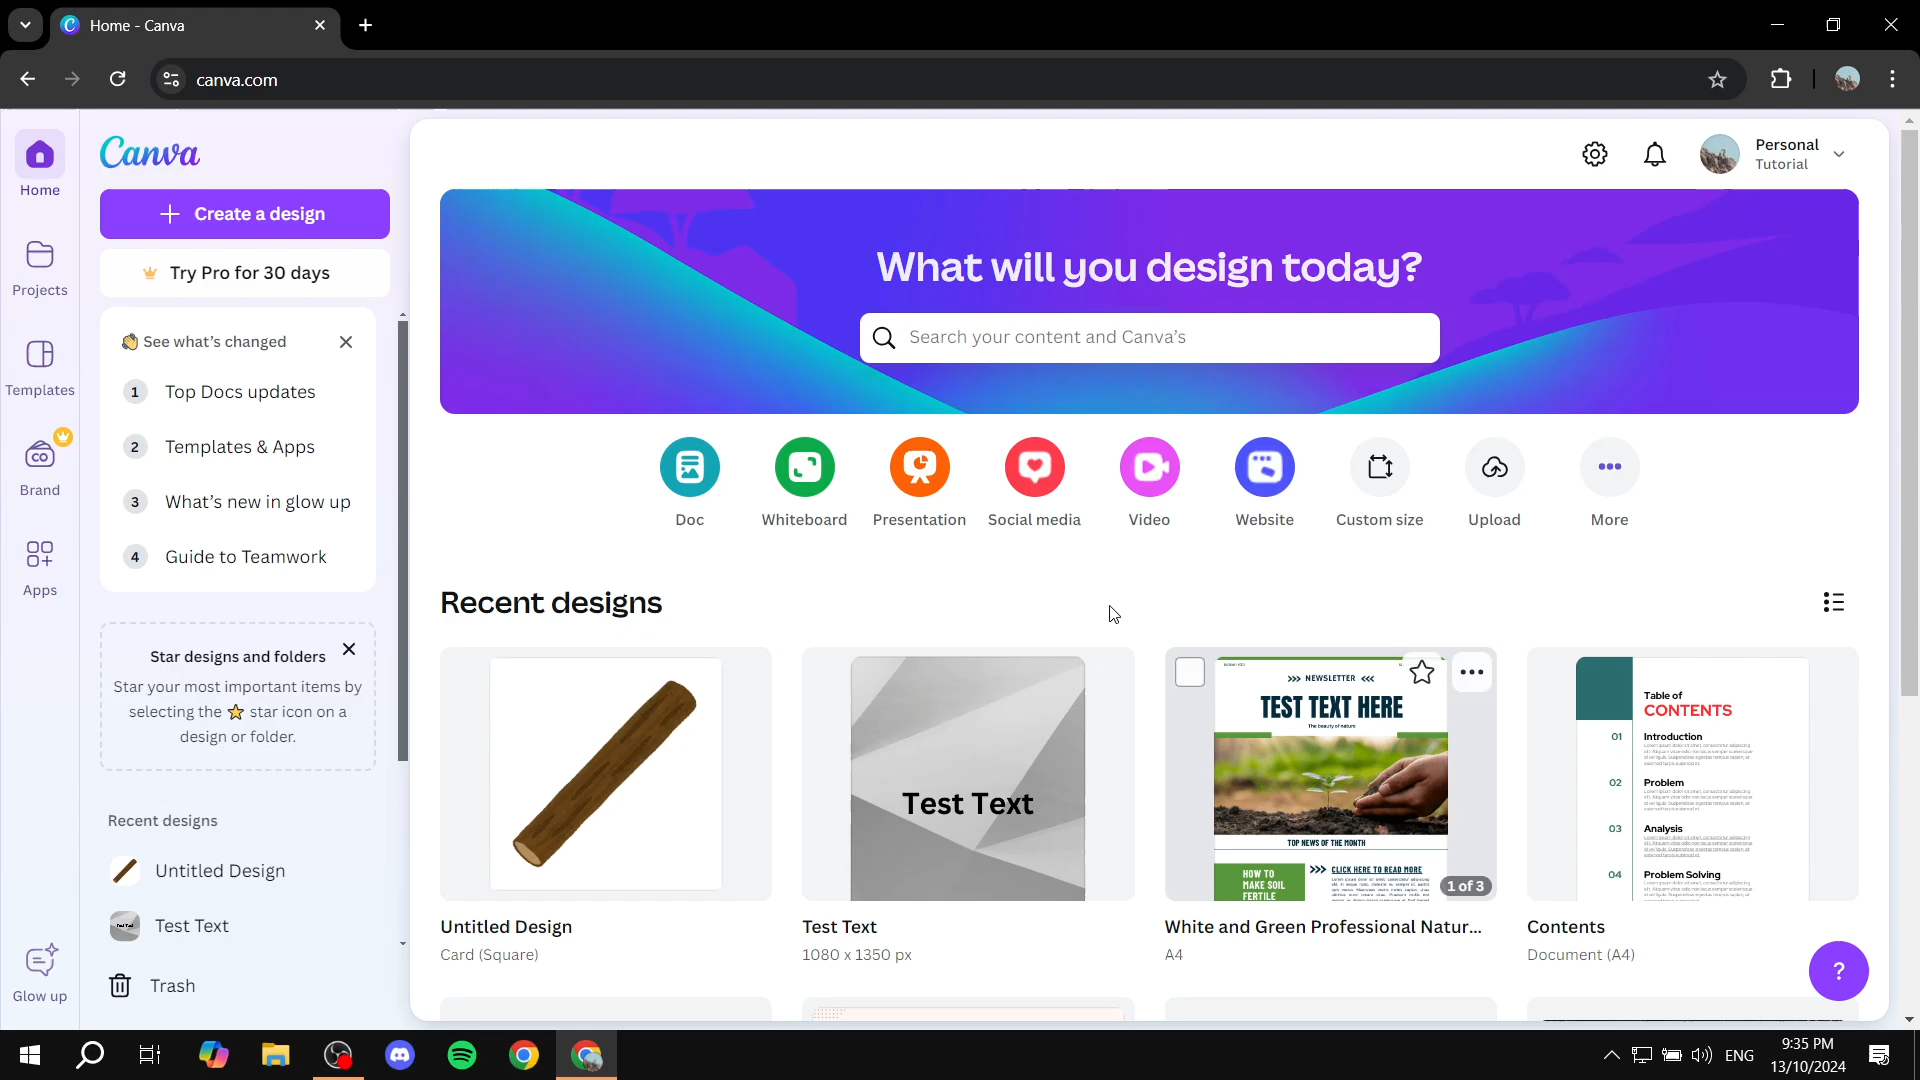 Home - Canva
canva.com
Home
Projects
Templates
Brand
Apps
Glow up
Canva
Create a design
Try Pro for 30 days
👋 See what's changed
1 Top Docs updates
2 Templates & Apps
3 What's new in glow up
4 Guide to Teamwork
Star designs and folders
Star your most important items by
selecting the ⭐ star icon on a
design or folder.
Recent designs
Untitled Design
Test Text
Trash
Personal
Tutorial
What will you design today?
Search your content and Canva's
Doc
Whiteboard
Presentation
Social media
Video
Website
Custom size
Upload
More
Recent designs
Test Text
>>> NEWSLETTER <<<
TEST TEXT HERE
The beauty of nature
TOP NEWS OF THE MONTH
HOW TO
MAKE SOIL
FERTILE
>>> CLICK HERE TO READ MORE
1 of 3
Table of
CONTENTS
01 Introduction
02 Problem
03 Analysis
04 Problem Solving
Untitled Design
Card (Square)
Test Text
1080 x 1350 px
White and Green Professional Natur...
A4
Contents
Document (A4)
?
ENG
9:35 PM
13/10/2024